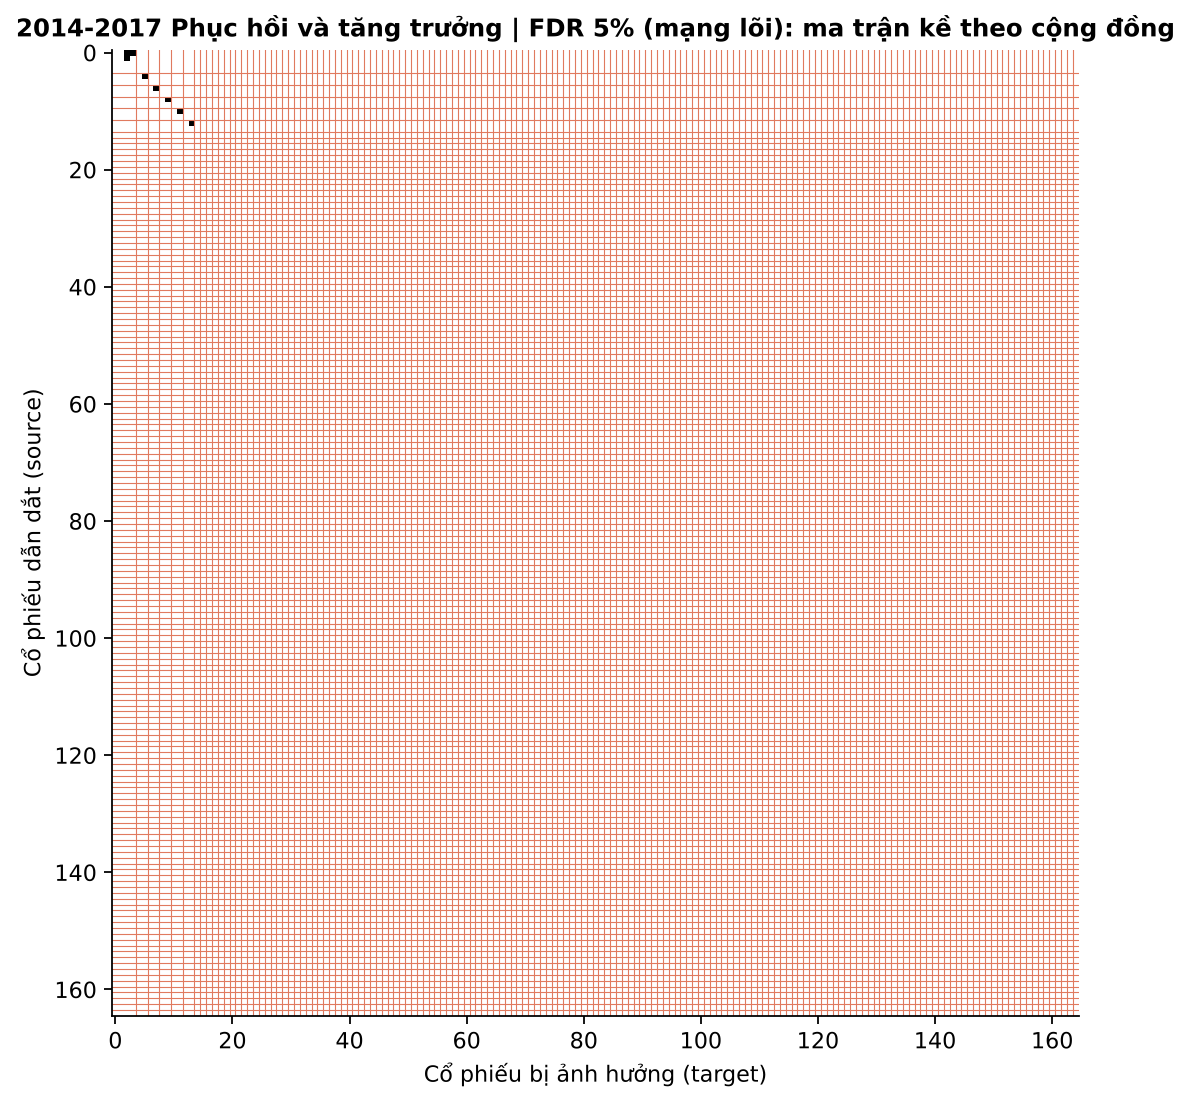 2014-2017 Phục hồi và tăng trưởng | FDR 5% (mạng lõi): ma trận kề theo cộng đồng
0
20
40
60
80
100
120
140
160
Cổ phiếu dẫn dắt (source)
0 20 40 60 80 100 120 140 160
Cổ phiếu bị ảnh hưởng (target)